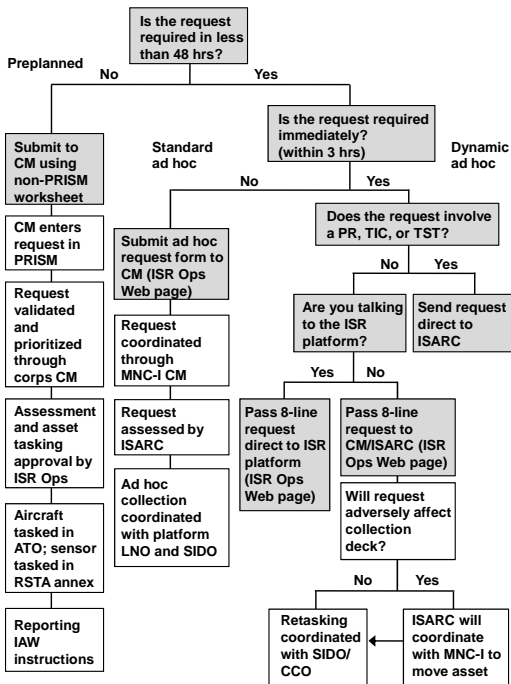 Is the request
required in less
than 48 hrs?
Preplanned
No
Yes
Is the request required
immediately?
(within 3 hrs)
Standard
ad hoc
Dynamic
ad hoc
No
Yes
Submit to
CM using
non-PRISM
worksheet
CM enters
request in
PRISM
Request
validated
and
prioritized
through
corps CM
Assessment
and asset
tasking
approval by
ISR Ops
Aircraft
tasked in
ATO; sensor
tasked in
RSTA annex
Reporting
IAW
instructions
Submit ad hoc
request form to
CM (ISR Ops
Web page)
Request
coordinated
through
MNC-I CM
Request
assessed by
ISARC
Ad hoc
collection
coordinated
with platform
LNO and SIDO
Does the request involve
a PR, TIC, or TST?
No
Yes
Are you talking
to the ISR
platform?
Send request
direct to
ISARC
Yes
No
Pass 8-line
request
direct to ISR
platform
(ISR Ops
Web page)
Pass 8-line
request to
CM/ISARC (ISR
Ops Web page)
Will request
adversely affect
collection
deck?
No
Yes
Retasking
coordinated
with SIDO/
CCO
ISARC will
coordinate
with MNC-I to
move asset